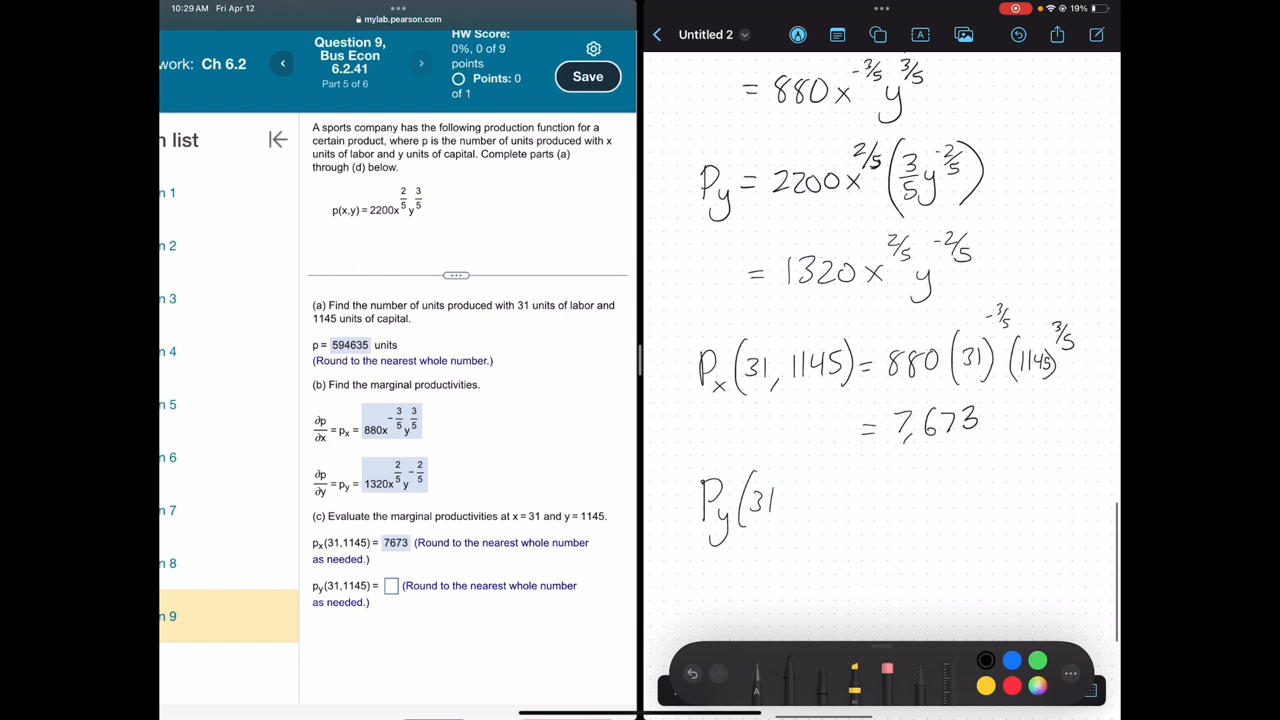 10:29 AM Fri Apr 12
mylab.pearson.com
19%
work: Ch 6.2
Question 9,
Bus Econ
6.2.41
Part 5 of 6
HW Score:
0%, 0 of 9
points
Points: 0
of 1
Save
n list
n 1
n 2
n 3
n 4
n 5
n 6
n 7
n 8
n 9
A sports company has the following production function for a
certain product, where p is the number of units produced with x
units of labor and y units of capital. Complete parts (a)
through (d) below.
p(x,y) = 2200x^(2/5) y^(3/5)
(a) Find the number of units produced with 31 units of labor and
1145 units of capital.
p = 594635 units
(Round to the nearest whole number.)
(b) Find the marginal productivities.
∂p/∂x = px = 880x^(-3/5) y^(3/5)
∂p/∂y = py = 1320x^(2/5) y^(-2/5)
(c) Evaluate the marginal productivities at x = 31 and y = 1145.
px(31,1145) = 7673 (Round to the nearest whole number
as needed.)
py(31,1145) = (Round to the nearest whole number
as needed.)
Untitled 2
A
= 880x^(-3/5) y^(3/5)
Py = 2200x^(2/5) (3/5 y^(-2/5))
= 1320x^(2/5) y^(-2/5)
Px(31, 1145) = 880(31)^(-3/5) (1145)^(3/5)
= 7,673
Py(31
A